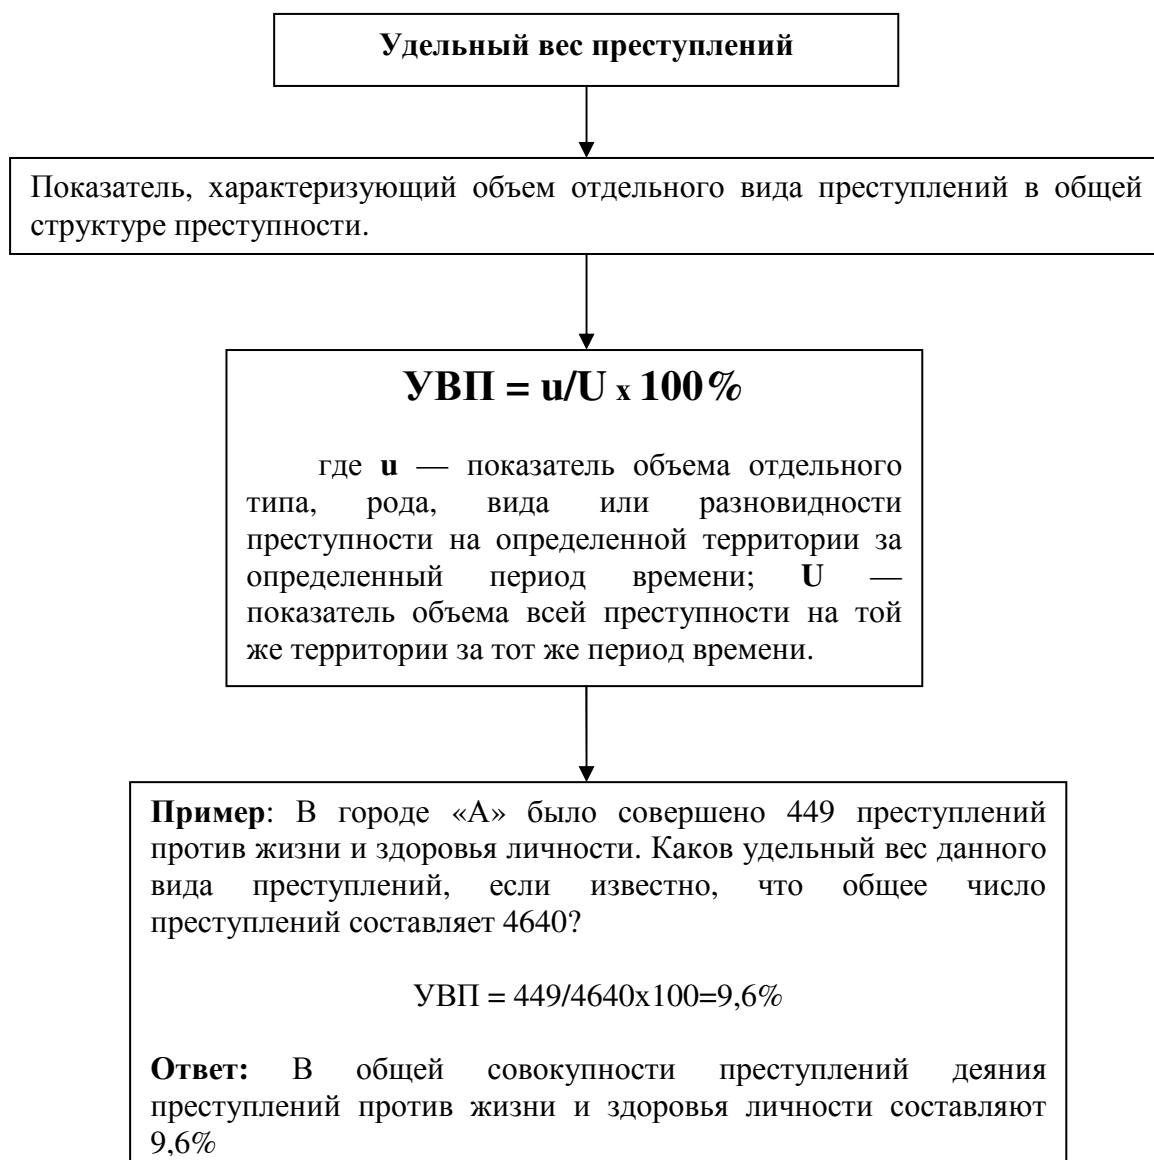 Удельный вес преступлений
Показатель, характеризующий объем отдельного вида преступлений в общей
структуре преступности.
УВП = u/U x 100%
где u — показатель объема отдельного
типа, рода, вида или разновидности
преступности на определенной территории за
определенный период времени; U —
показатель объема всей преступности на той
же территории за тот же период времени.
Пример: В городе «А» было совершено 449 преступлений
против жизни и здоровья личности. Каков удельный вес данного
вида преступлений, если известно, что общее число
преступлений составляет 4640?
УВП = 449/4640х100=9,6%
Ответ: В общей совокупности преступлений деяния
преступлений против жизни и здоровья личности составляют
9,6%